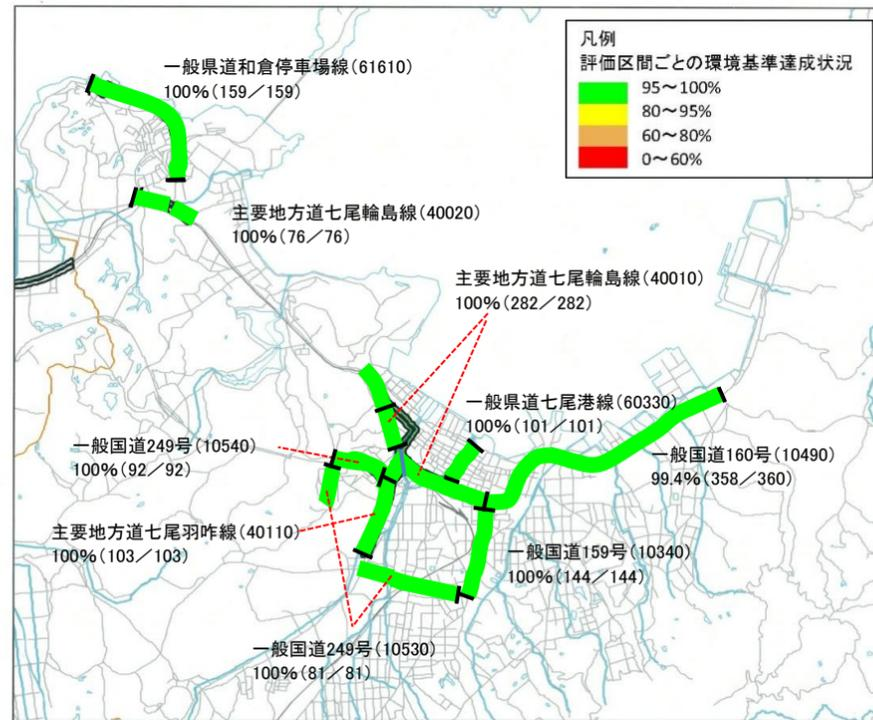 凡例
評価区間ごとの環境基準達成状況
95～100%
80～95%
60～80%
0～60%
一般県道和倉停車場線(61610)
100%(159／159)
主要地方道七尾輪島線(40020)
100%(76／76)
主要地方道七尾輪島線(40010)
100%(282／282)
一般県道七尾港線(60330)
100%(101／101)
一般国道249号(10540)
100%(92／92)
一般国道160号(10490)
99.4%(358／360)
主要地方道七尾羽咋線(40110)
100%(103／103)
一般国道159号(10340)
100%(144／144)
一般国道249号(10530)
100%(81／81)